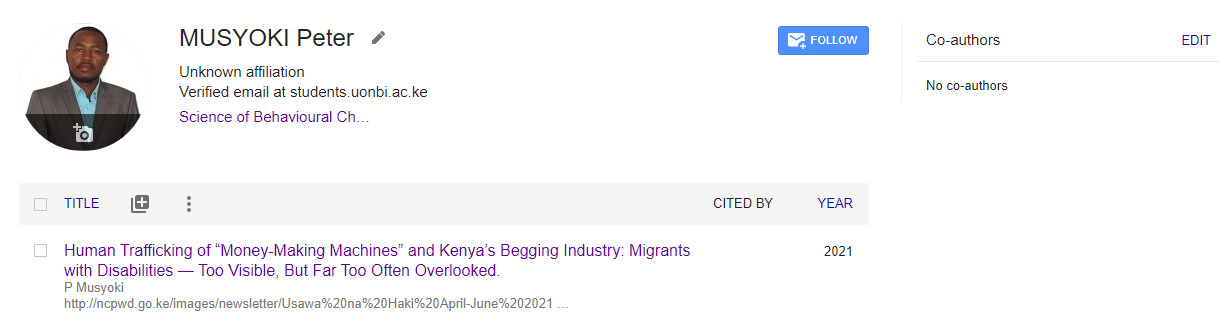 MUSYOKI Peter
FOLLOW
Unknown affiliation
Verified email at students.uonbi.ac.ke
Science of Behavioural Ch…
Co-authors
EDIT
No co-authors
TITLE
CITED BY
YEAR
Human Trafficking of “Money-Making Machines” and Kenya’s Begging Industry: Migrants
with Disabilities — Too Visible, But Far Too Often Overlooked.
2021
P Musyoki
http://ncpwd.go.ke/images/newsletter/Usawa%20na%20Haki%20April-June%202021 …